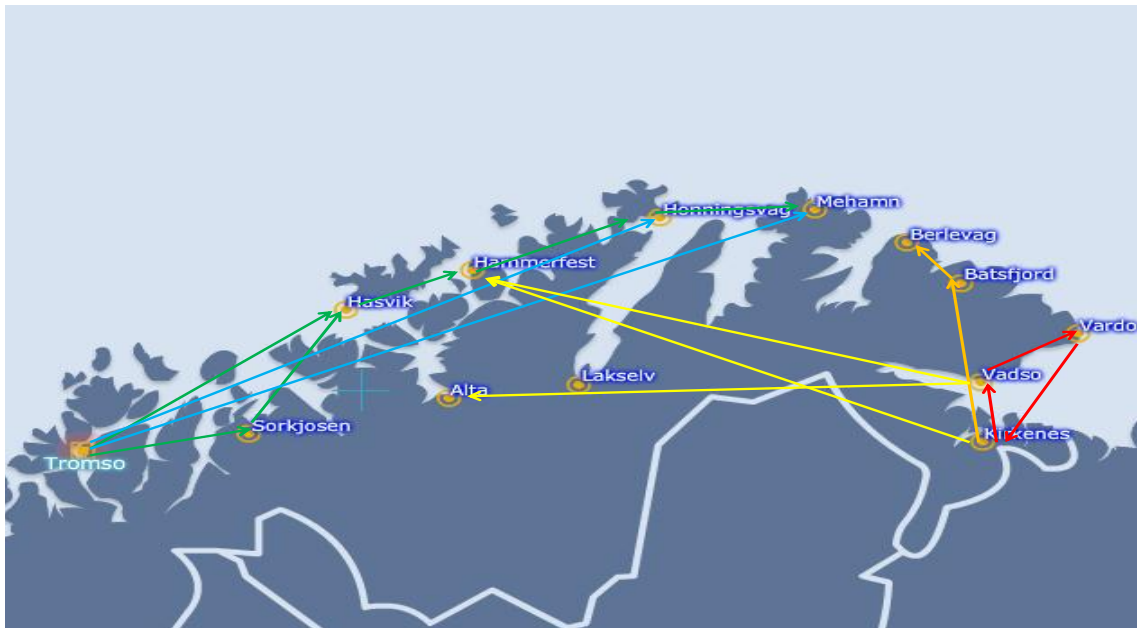 Honningsvag
Mehamn
Berlevag
Hammerfest
Batsfjord
Hasvik
Vardo
Lakselv
Vadso
Alta
Sorkjosen
Kirkenes
Tromso